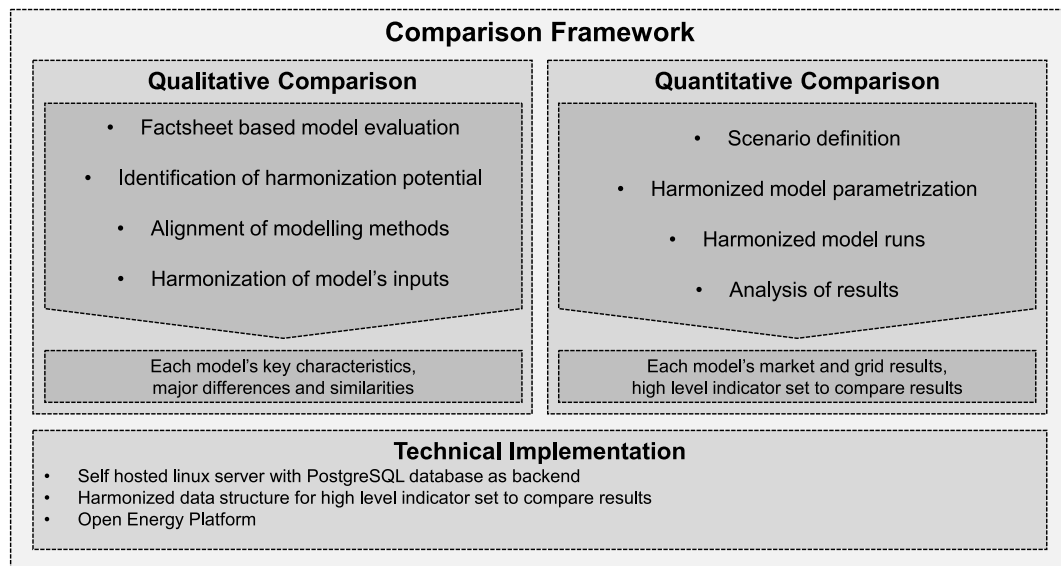 Comparison Framework
Qualitative Comparison
• Factsheet based model evaluation
• Identification of harmonization potential
• Alignment of modelling methods
• Harmonization of model's inputs
Each model's key characteristics,
major differences and similarities
Quantitative Comparison
• Scenario definition
• Harmonized model parametrization
• Harmonized model runs
• Analysis of results
Each model's market and grid results,
high level indicator set to compare results
Technical Implementation
• Self hosted linux server with PostgreSQL database as backend
• Harmonized data structure for high level indicator set to compare results
• Open Energy Platform